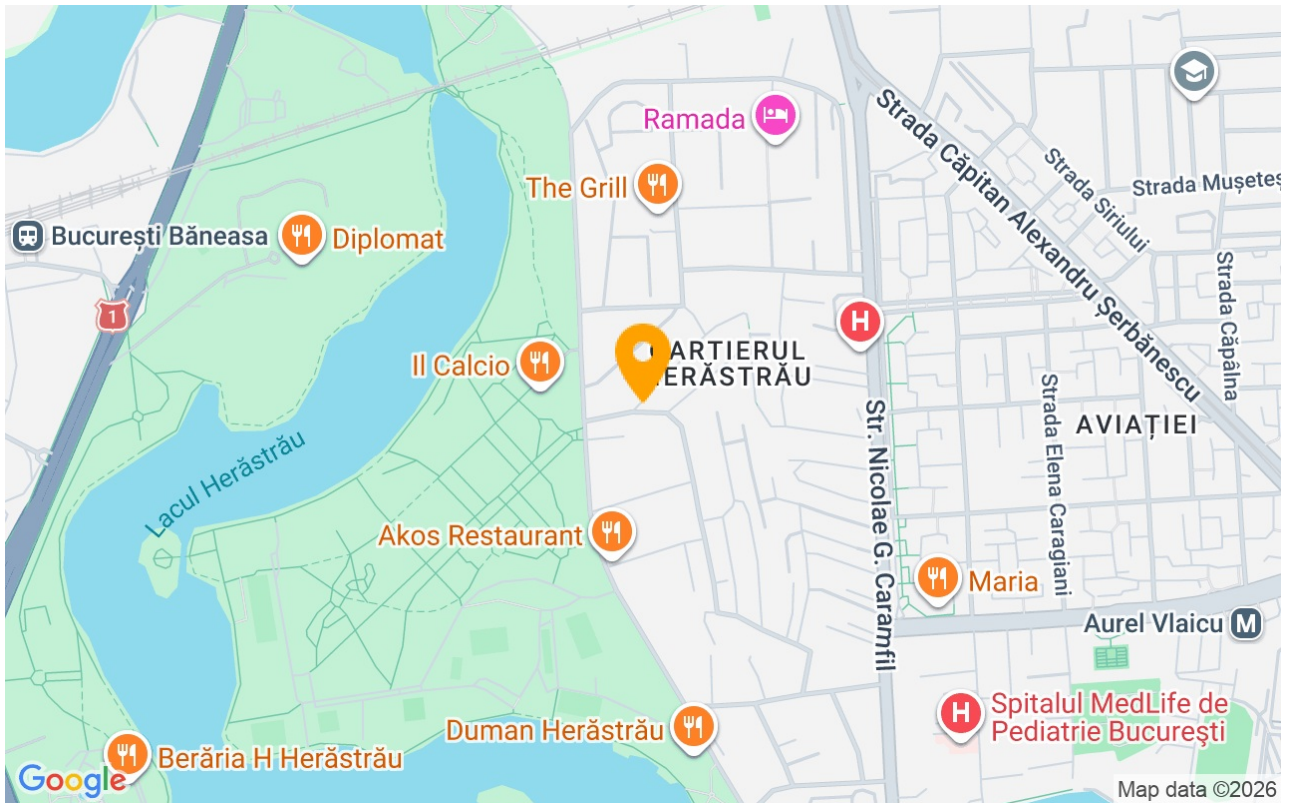 Ramada
Strada Căpitan Alexandru Șerbănescu
The Grill
Strada Siriului
Strada Mușeteș
București Băneasa
Diplomat
1
Strada Căpâlna
H
CARTIERUL
HERĂSTRĂU
Il Calcio
Str. Nicolae G. Caramfil
Strada Elena Caragiani
AVIAȚIEI
Lacul Herăstrău
Akos Restaurant
Maria
Aurel Vlaicu M
H
Spitalul MedLife de
Pediatrie București
Duman Herăstrău
Berăria H Herăstrău
Google
Map data ©2026